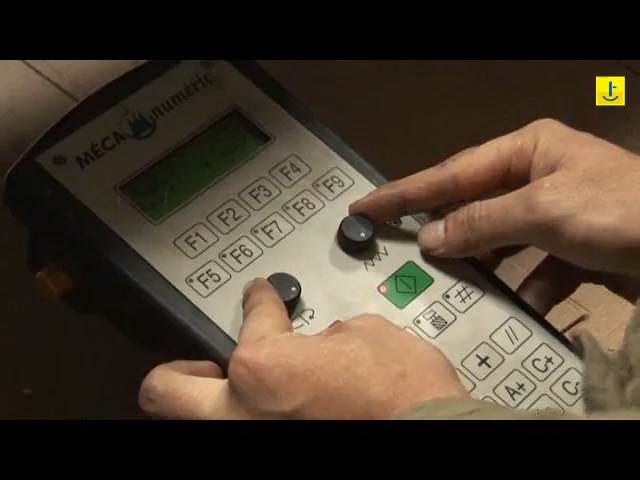 MÉCA numéric
F1 F2 F3 F4
F5 F6 F7 F8 F9
#
+ //
A+ C+